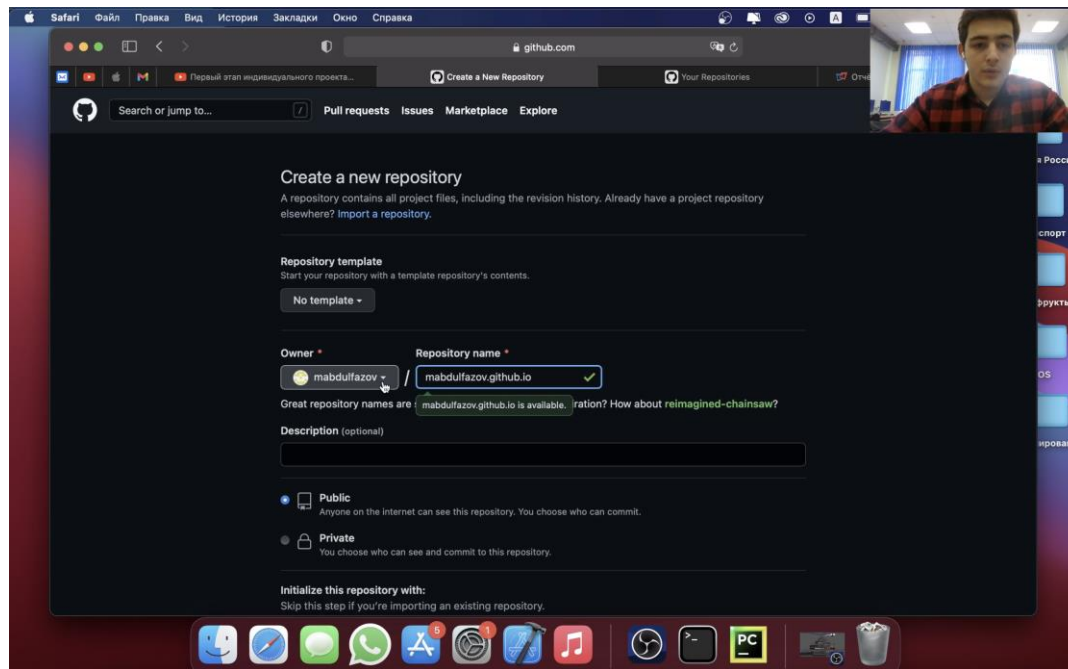 Safari Файл Правка Вид История Закладки Окно Справка
A
github.com
Первый этап индивидуального проекта...
Create a New Repository
Your Repositories
Search or jump to...
/
Pull requests Issues Marketplace Explore
Create a new repository
A repository contains all project files, including the revision history. Already have a project repository
elsewhere? Import a repository.
Repository template
Start your repository with a template repository's contents.
No template
Owner * Repository name *
mabdulfazov / mabdulfazov.github.io
Great repository names are ration? How about reimagined-chainsaw?
mabdulfazov.github.io is available.
Description (optional)
Public
Anyone on the internet can see this repository. You choose who can commit.
Private
You choose who can see and commit to this repository.
Initialize this repository with:
Skip this step if you're importing an existing repository.
спорт
фрукты
OS
5
1
PC